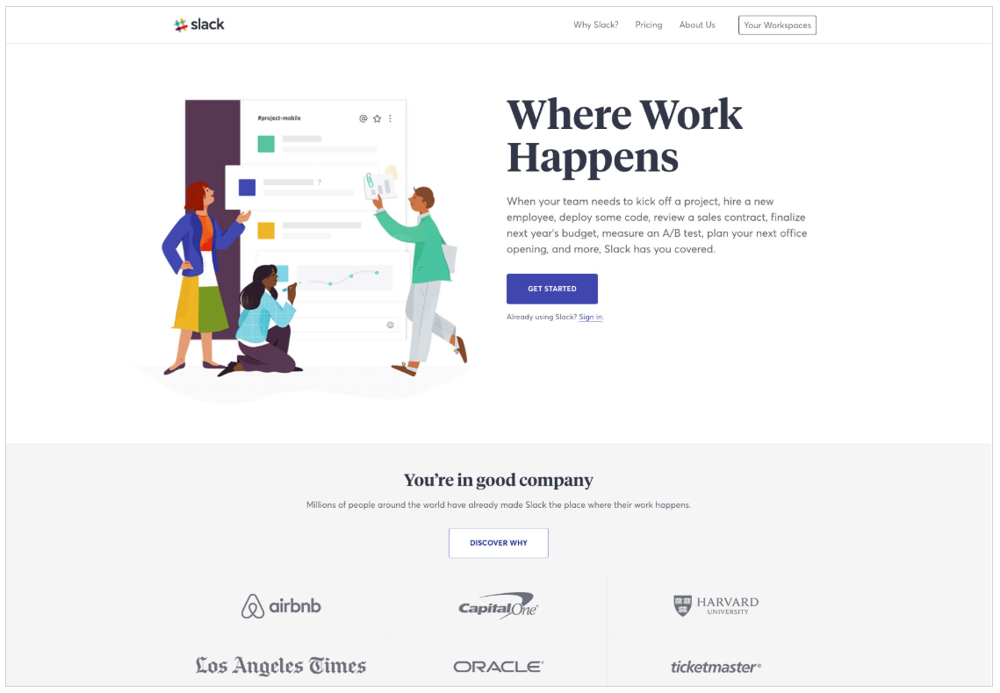 slack
Why Slack? Pricing About Us Your Workspaces
#project-mobile
?
Where Work
Happens
When your team needs to kick off a project, hire a new
employee, deploy some code, review a sales contract, finalize
next year's budget, measure an A/B test, plan your next office
opening, and more, Slack has you covered.
GET STARTED
Already using Slack? Sign in.
You're in good company
Millions of people around the world have already made Slack the place where their work happens.
DISCOVER WHY
airbnb
Capital One®
HARVARD
UNIVERSITY
Los Angeles Times
ORACLE®
ticketmaster®